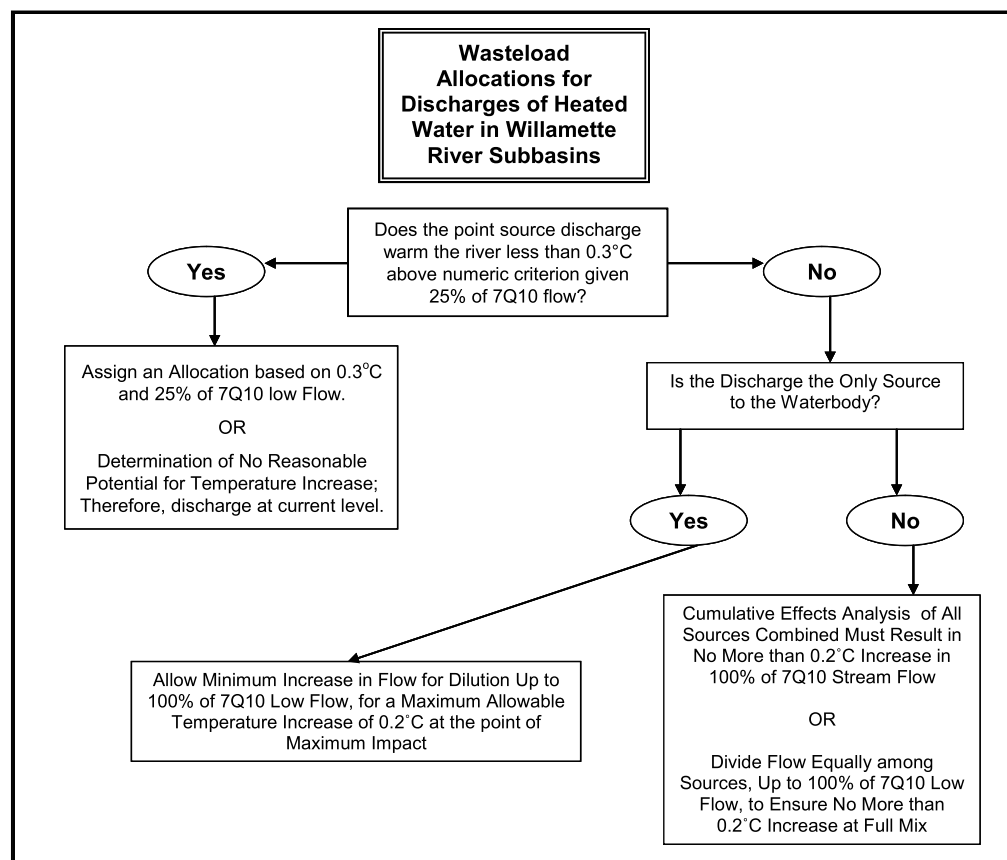 Wasteload
Allocations for
Discharges of Heated
Water in Willamette
River Subbasins
Does the point source discharge
warm the river less than 0.3°C
above numeric criterion given
25% of 7Q10 flow?
Yes
No
Assign an Allocation based on 0.3°C
and 25% of 7Q10 low Flow.
OR
Determination of No Reasonable
Potential for Temperature Increase;
Therefore, discharge at current level.
Is the Discharge the Only Source
to the Waterbody?
Yes
No
Allow Minimum Increase in Flow for Dilution Up to
100% of 7Q10 Low Flow, for a Maximum Allowable
Temperature Increase of 0.2˚C at the point of
Maximum Impact
Cumulative Effects Analysis of All
Sources Combined Must Result in
No More than 0.2˚C Increase in
100% of 7Q10 Stream Flow
OR
Divide Flow Equally among
Sources, Up to 100% of 7Q10 Low
Flow, to Ensure No More than
0.2˚C Increase at Full Mix